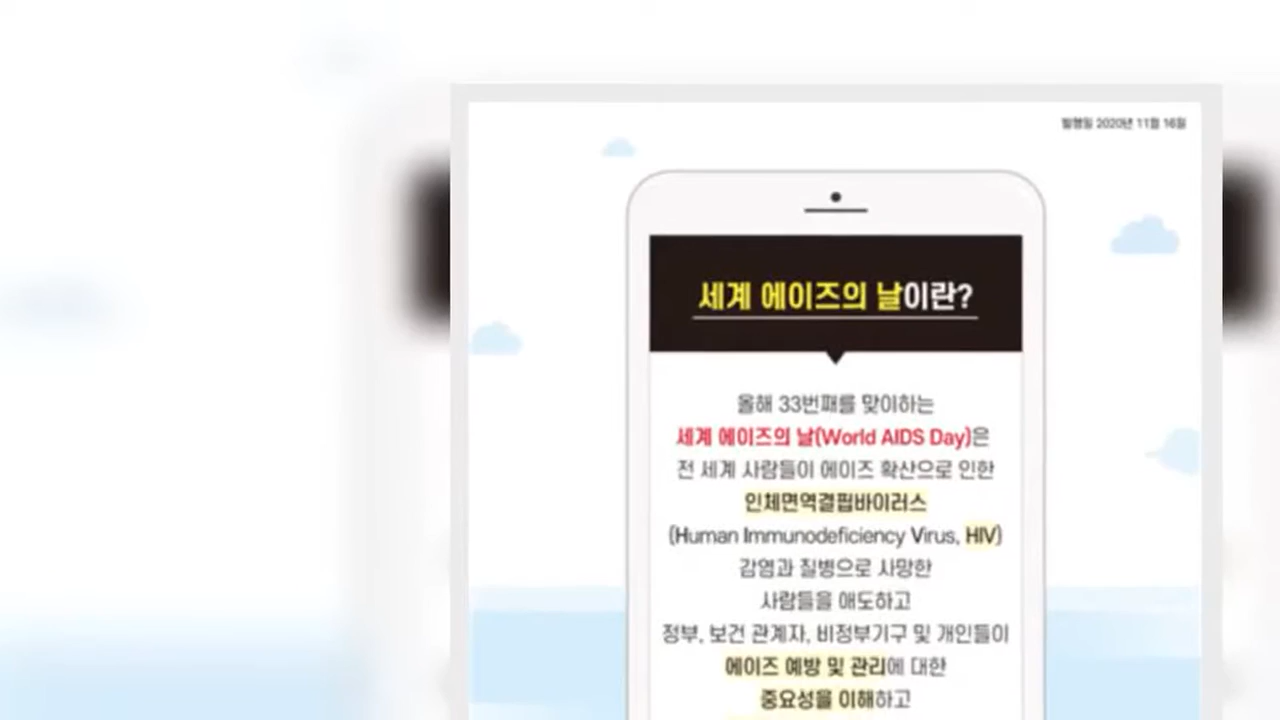 발행일 2020년 11월 16일
세계 에이즈의 날이란?
올해 33번째를 맞이하는
세계 에이즈의 날(World AIDS Day)은
전 세계 사람들이 에이즈 확산으로 인한
인체면역결핍바이러스
(Human Immunodeficiency Virus, HIV)
감염과 질병으로 사망한
사람들을 애도하고
정부, 보건 관계자, 비정부기구 및 개인들이
에이즈 예방 및 관리에 대한
중요성을 이해하고